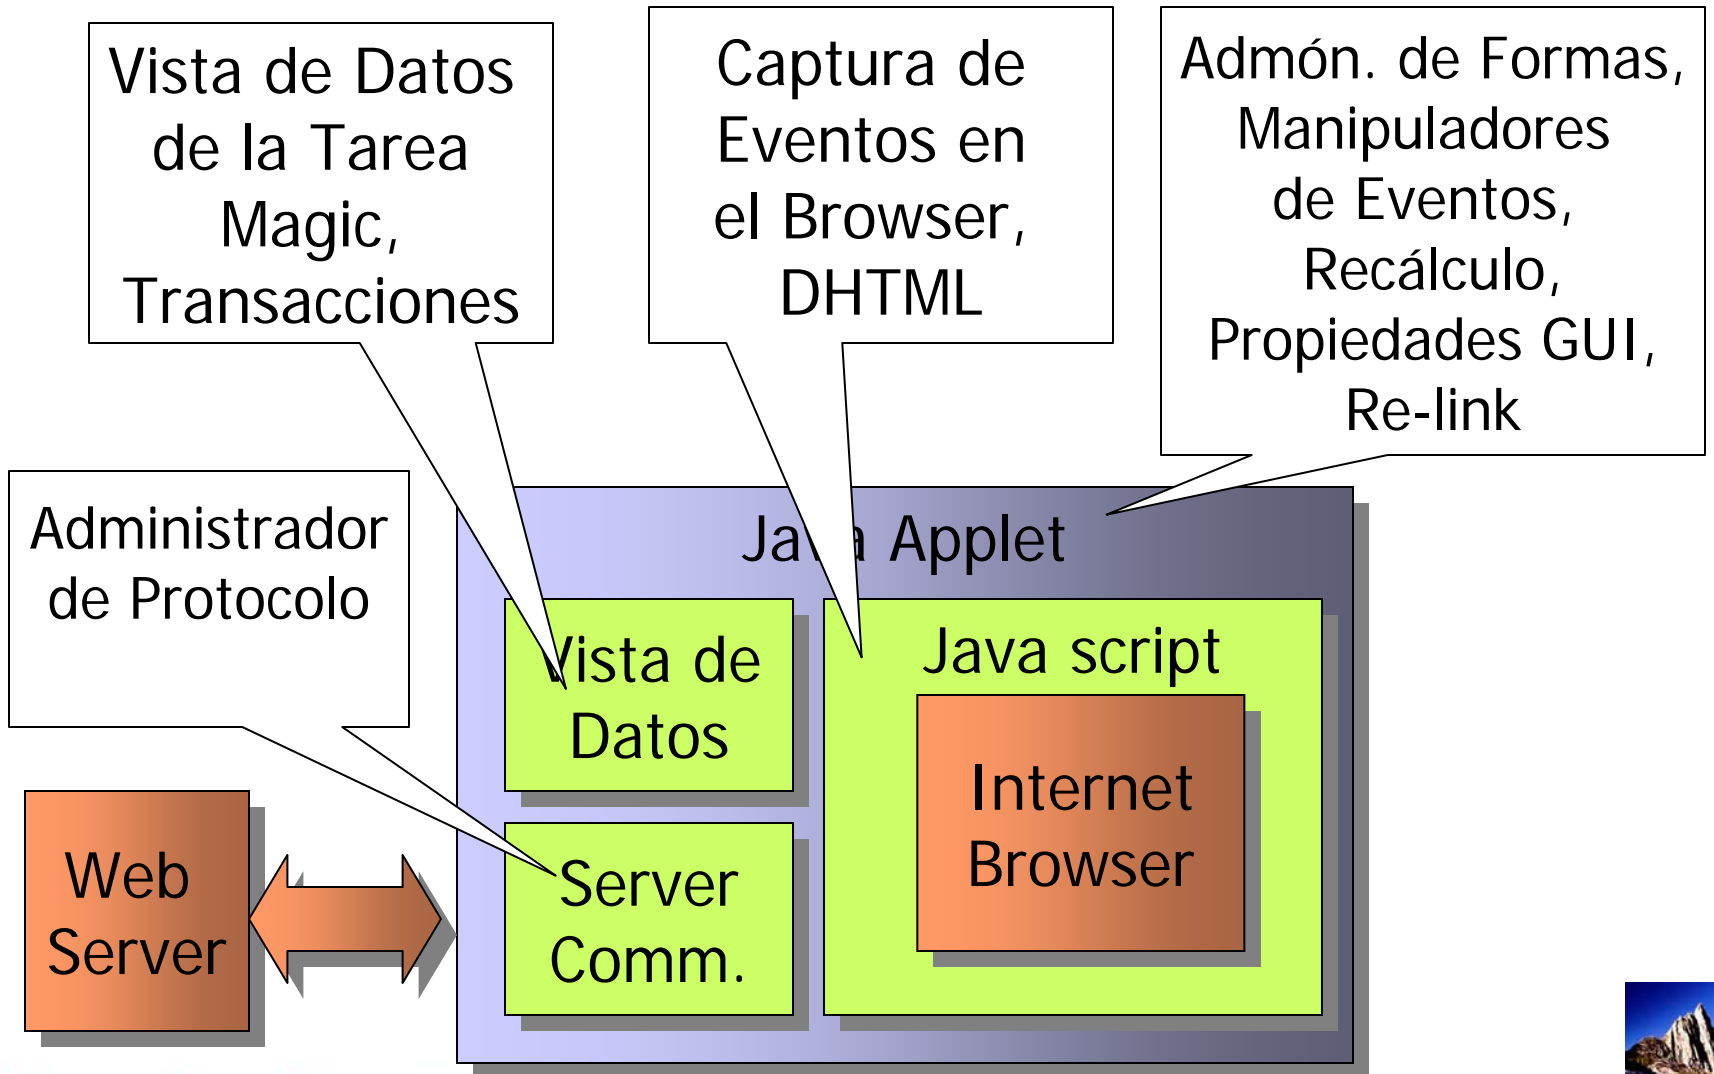 Vista de Datos
de la Tarea
Magic,
Transacciones
Captura de
Eventos en
el Browser,
DHTML
Admón. de Formas,
Manipuladores
de Eventos,
Recálculo,
Propiedades GUI,
Re-link
Administrador
de Protocolo
Java Applet
Vista de
Datos
Java script
Internet
Browser
Server
Comm.
Web
Server